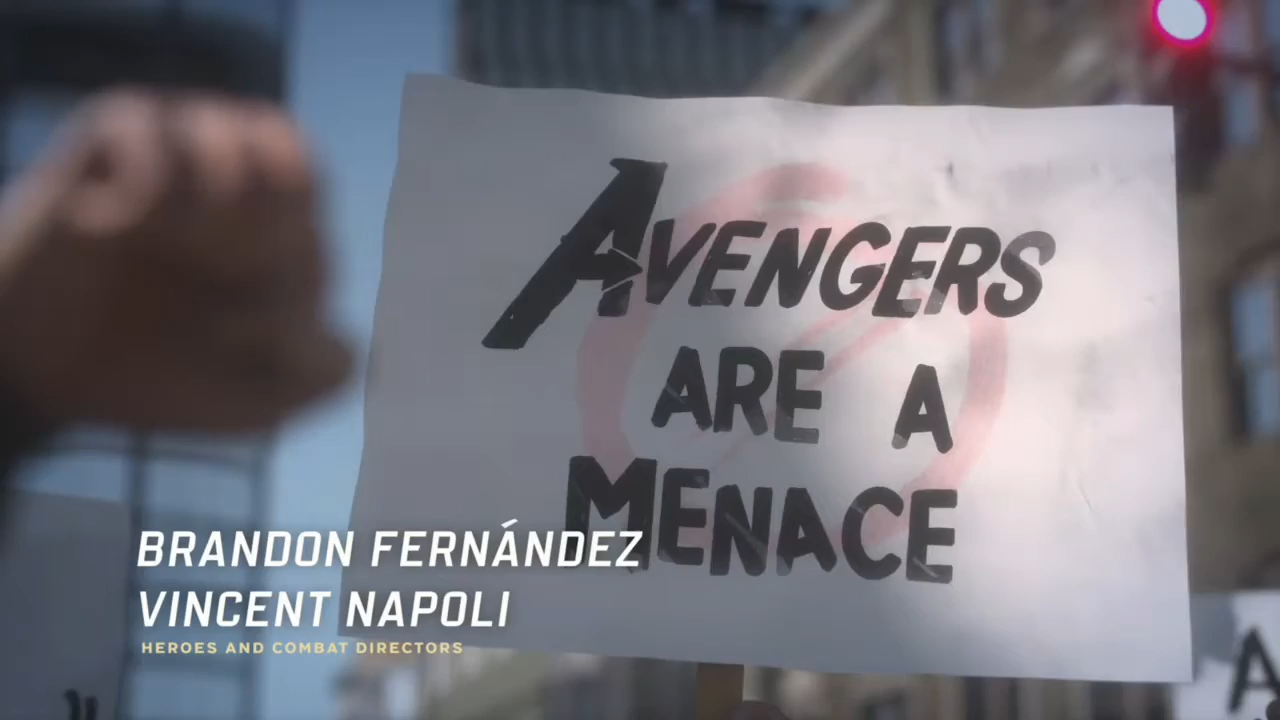 AVENGERS
ARE A
MENACE
BRANDON FERNÁNDEZ
VINCENT NAPOLI
HEROES AND COMBAT DIRECTORS
A